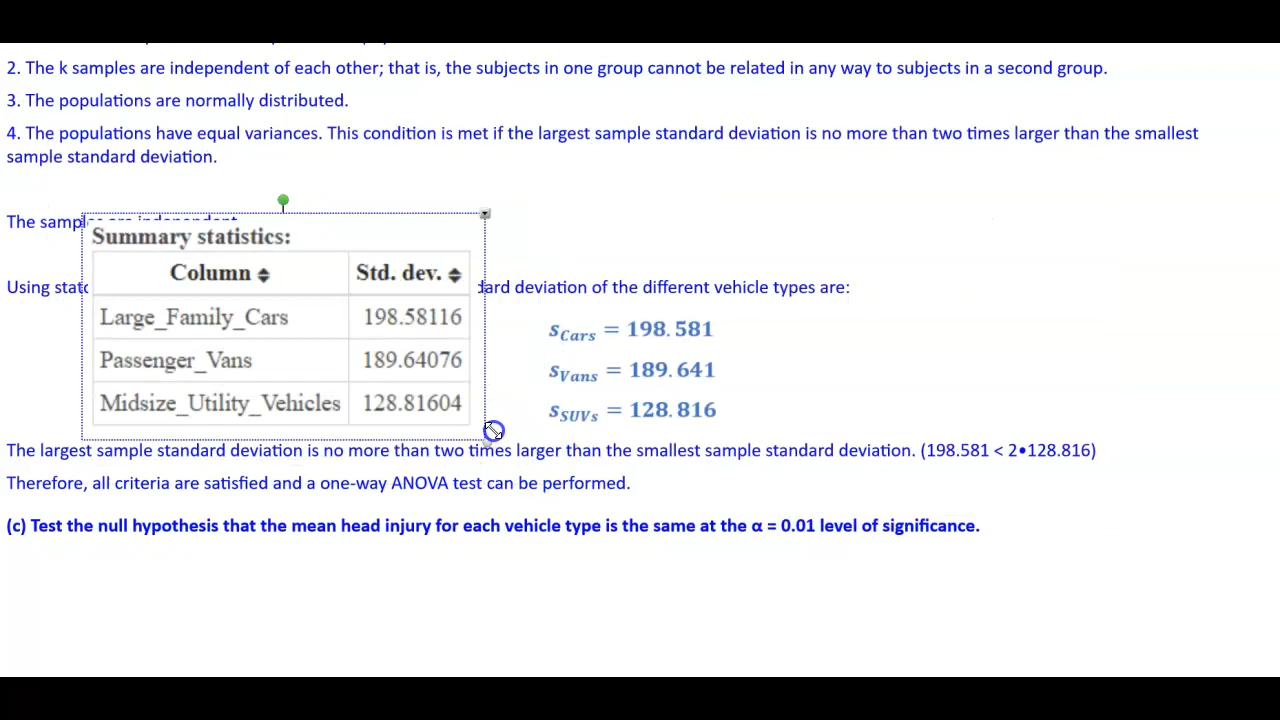 2. The k samples are independent of each other; that is, the subjects in one group cannot be related in any way to subjects in a second group.
3. The populations are normally distributed.
4. The populations have equal variances. This condition is met if the largest sample standard deviation is no more than two times larger than the smallest
sample standard deviation.
The samples are independent
Summary statistics:
Column Std. dev.
Large_Family_Cars 198.58116
Passenger_Vans 189.64076
Midsize_Utility_Vehicles 128.81604
Using deviation of the different vehicle types are:
sCars = 198.581
sVans = 189.641
sSUVs = 128.816
The largest sample standard deviation is no more than two times larger than the smallest sample standard deviation. (198.581 < 2•128.816)
Therefore, all criteria are satisfied and a one-way ANOVA test can be performed.
(c) Test the null hypothesis that the mean head injury for each vehicle type is the same at the α = 0.01 level of significance.